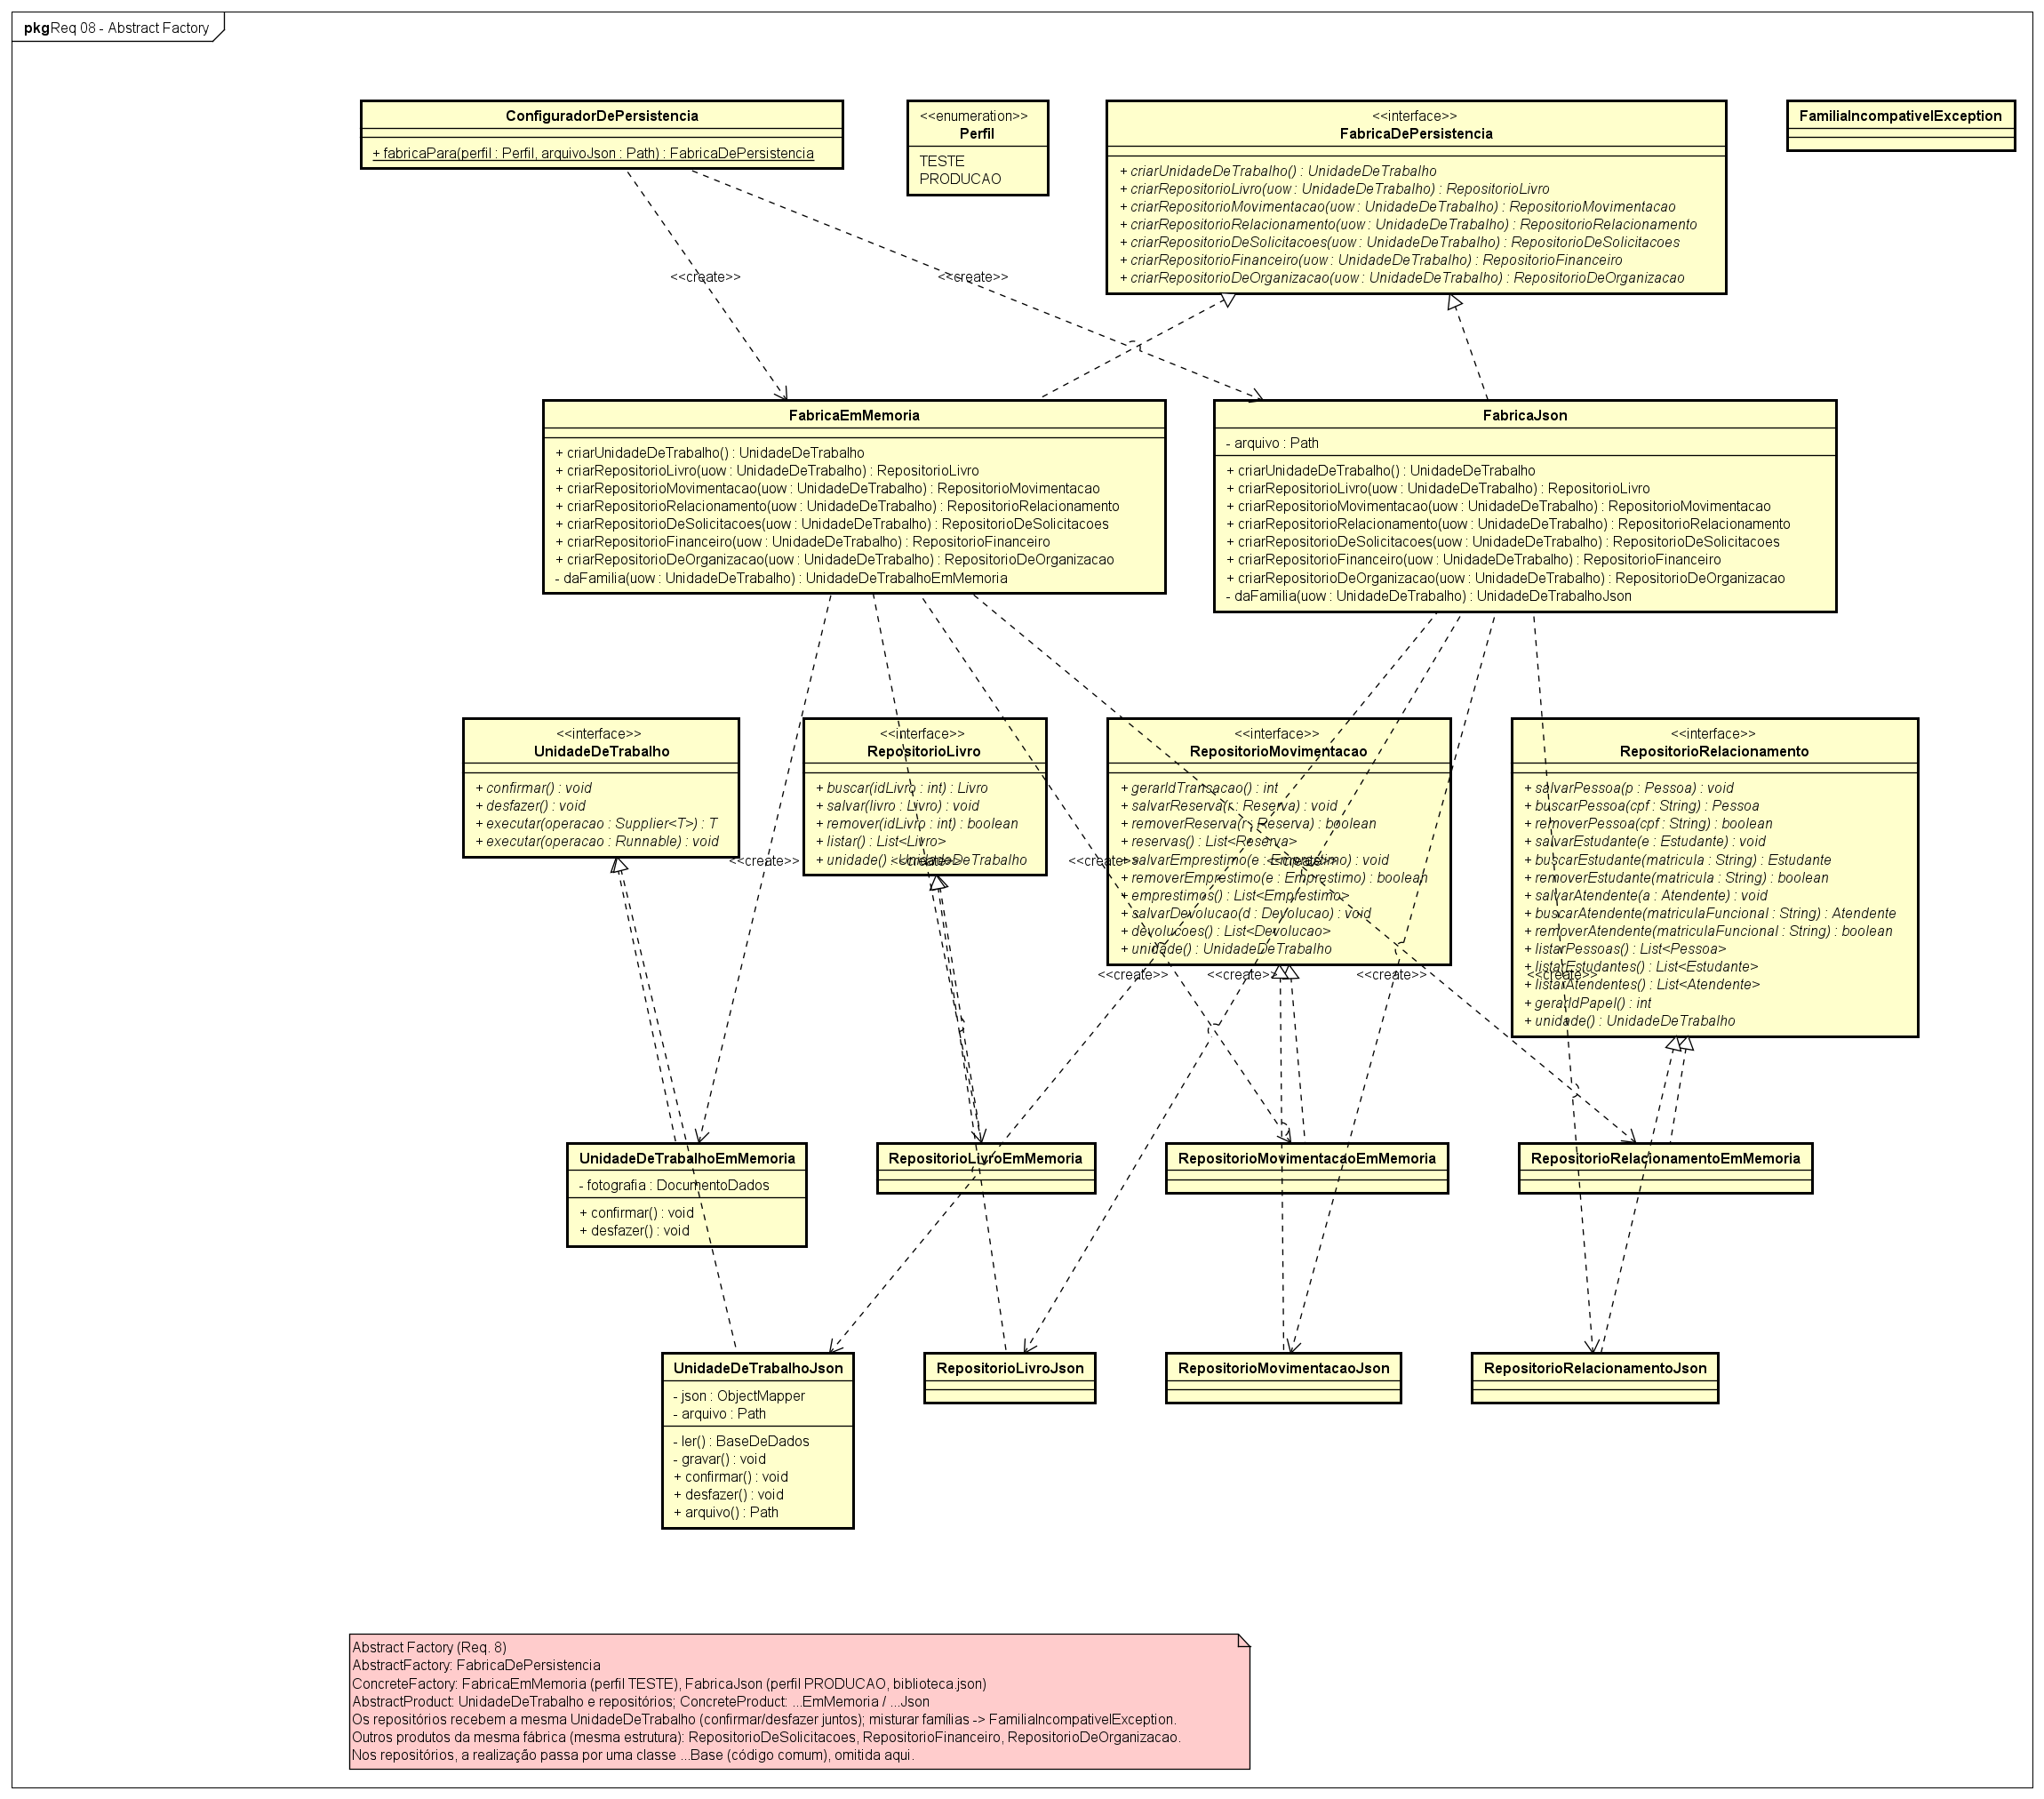 pkg Req 08 - Abstract Factory
ConfiguradorDePersistencia
+ fabricaPara(perfil : Perfil, arquivoJson : Path) : FabricaDePersistencia
<<enumeration>>
Perfil
TESTE
PRODUCAO
<<interface>>
FabricaDePersistencia
+ criarUnidadeDeTrabalho() : UnidadeDeTrabalho
+ criarRepositorioLivro(uow : UnidadeDeTrabalho) : RepositorioLivro
+ criarRepositorioMovimentacao(uow : UnidadeDeTrabalho) : RepositorioMovimentacao
+ criarRepositorioRelacionamento(uow : UnidadeDeTrabalho) : RepositorioRelacionamento
+ criarRepositorioDeSolicitacoes(uow : UnidadeDeTrabalho) : RepositorioDeSolicitacoes
+ criarRepositorioFinanceiro(uow : UnidadeDeTrabalho) : RepositorioFinanceiro
+ criarRepositorioDeOrganizacao(uow : UnidadeDeTrabalho) : RepositorioDeOrganizacao
FamiliaIncompativelException
<<create>>
<<create>>
FabricaEmMemoria
+ criarUnidadeDeTrabalho() : UnidadeDeTrabalho
+ criarRepositorioLivro(uow : UnidadeDeTrabalho) : RepositorioLivro
+ criarRepositorioMovimentacao(uow : UnidadeDeTrabalho) : RepositorioMovimentacao
+ criarRepositorioRelacionamento(uow : UnidadeDeTrabalho) : RepositorioRelacionamento
+ criarRepositorioDeSolicitacoes(uow : UnidadeDeTrabalho) : RepositorioDeSolicitacoes
+ criarRepositorioFinanceiro(uow : UnidadeDeTrabalho) : RepositorioFinanceiro
+ criarRepositorioDeOrganizacao(uow : UnidadeDeTrabalho) : RepositorioDeOrganizacao
- daFamilia(uow : UnidadeDeTrabalho) : UnidadeDeTrabalhoEmMemoria
FabricaJson
- arquivo : Path
+ criarUnidadeDeTrabalho() : UnidadeDeTrabalho
+ criarRepositorioLivro(uow : UnidadeDeTrabalho) : RepositorioLivro
+ criarRepositorioMovimentacao(uow : UnidadeDeTrabalho) : RepositorioMovimentacao
+ criarRepositorioRelacionamento(uow : UnidadeDeTrabalho) : RepositorioRelacionamento
+ criarRepositorioDeSolicitacoes(uow : UnidadeDeTrabalho) : RepositorioDeSolicitacoes
+ criarRepositorioFinanceiro(uow : UnidadeDeTrabalho) : RepositorioFinanceiro
+ criarRepositorioDeOrganizacao(uow : UnidadeDeTrabalho) : RepositorioDeOrganizacao
- daFamilia(uow : UnidadeDeTrabalho) : UnidadeDeTrabalhoJson
<<interface>>
UnidadeDeTrabalho
+ confirmar() : void
+ desfazer() : void
+ executar(operacao : Supplier<T>) : T
+ executar(operacao : Runnable) : void
<<interface>>
RepositorioLivro
+ buscar(idLivro : int) : Livro
+ salvar(livro : Livro) : void
+ remover(idLivro : int) : boolean
+ listar() : List<Livro>
+ unidade() : UnidadeDeTrabalho
<<interface>>
RepositorioMovimentacao
+ gerarIdTransacao() : int
+ salvarReserva(r : Reserva) : void
+ removerReserva(r : Reserva) : boolean
+ reservas() : List<Reserva>
+ salvarEmprestimo(e : Emprestimo) : void
+ removerEmprestimo(e : Emprestimo) : boolean
+ emprestimos() : List<Emprestimo>
+ salvarDevolucao(d : Devolucao) : void
+ devolucoes() : List<Devolucao>
+ unidade() : UnidadeDeTrabalho
<<interface>>
RepositorioRelacionamento
+ salvarPessoa(p : Pessoa) : void
+ buscarPessoa(cpf : String) : Pessoa
+ removerPessoa(cpf : String) : boolean
+ salvarEstudante(e : Estudante) : void
+ buscarEstudante(matricula : String) : Estudante
+ removerEstudante(matricula : String) : boolean
+ salvarAtendente(a : Atendente) : void
+ buscarAtendente(matriculaFuncional : String) : Atendente
+ removerAtendente(matriculaFuncional : String) : boolean
+ listarPessoas() : List<Pessoa>
+ listarEstudantes() : List<Estudante>
+ listarAtendentes() : List<Atendente>
+ gerarIdPapel() : int
+ unidade() : UnidadeDeTrabalho
<<create>>
<<create>>
<<create>>
<<create>>
<<create>>
<<create>>
<<create>>
<<create>>
UnidadeDeTrabalhoEmMemoria
- fotografia : DocumentoDados
+ confirmar() : void
+ desfazer() : void
RepositorioLivroEmMemoria
RepositorioMovimentacaoEmMemoria
RepositorioRelacionamentoEmMemoria
UnidadeDeTrabalhoJson
- json : ObjectMapper
- arquivo : Path
- ler() : BaseDeDados
- gravar() : void
+ confirmar() : void
+ desfazer() : void
+ arquivo() : Path
RepositorioLivroJson
RepositorioMovimentacaoJson
RepositorioRelacionamentoJson
Abstract Factory (Req. 8)
AbstractFactory: FabricaDePersistencia
ConcreteFactory: FabricaEmMemoria (perfil TESTE), FabricaJson (perfil PRODUCAO, biblioteca.json)
AbstractProduct: UnidadeDeTrabalho e repositórios; ConcreteProduct: ...EmMemoria / ...Json
Os repositórios recebem a mesma UnidadeDeTrabalho (confirmar/desfazer juntos); misturar famílias -> FamiliaIncompativelException.
Outros produtos da mesma fábrica (mesma estrutura): RepositorioDeSolicitacoes, RepositorioFinanceiro, RepositorioDeOrganizacao.
Nos repositórios, a realização passa por uma classe ...Base (código comum), omitida aqui.